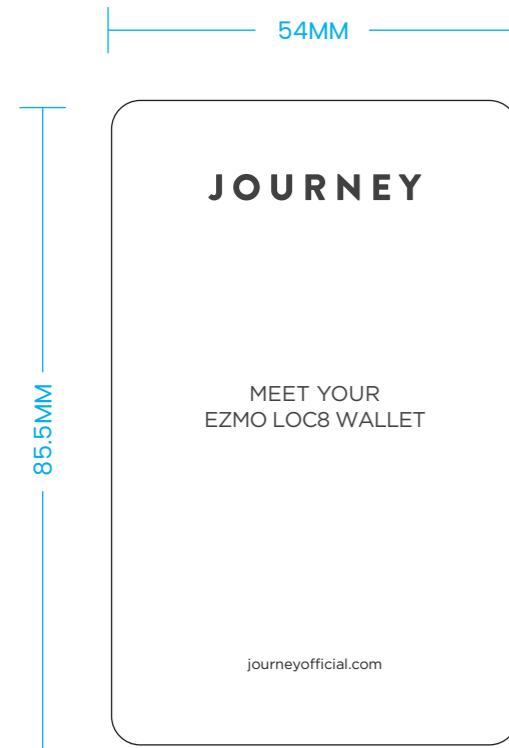 54MM
JOURNEY
85.5MM
MEET YOUR
EZMO LOC8 WALLET
journeyofficial.com